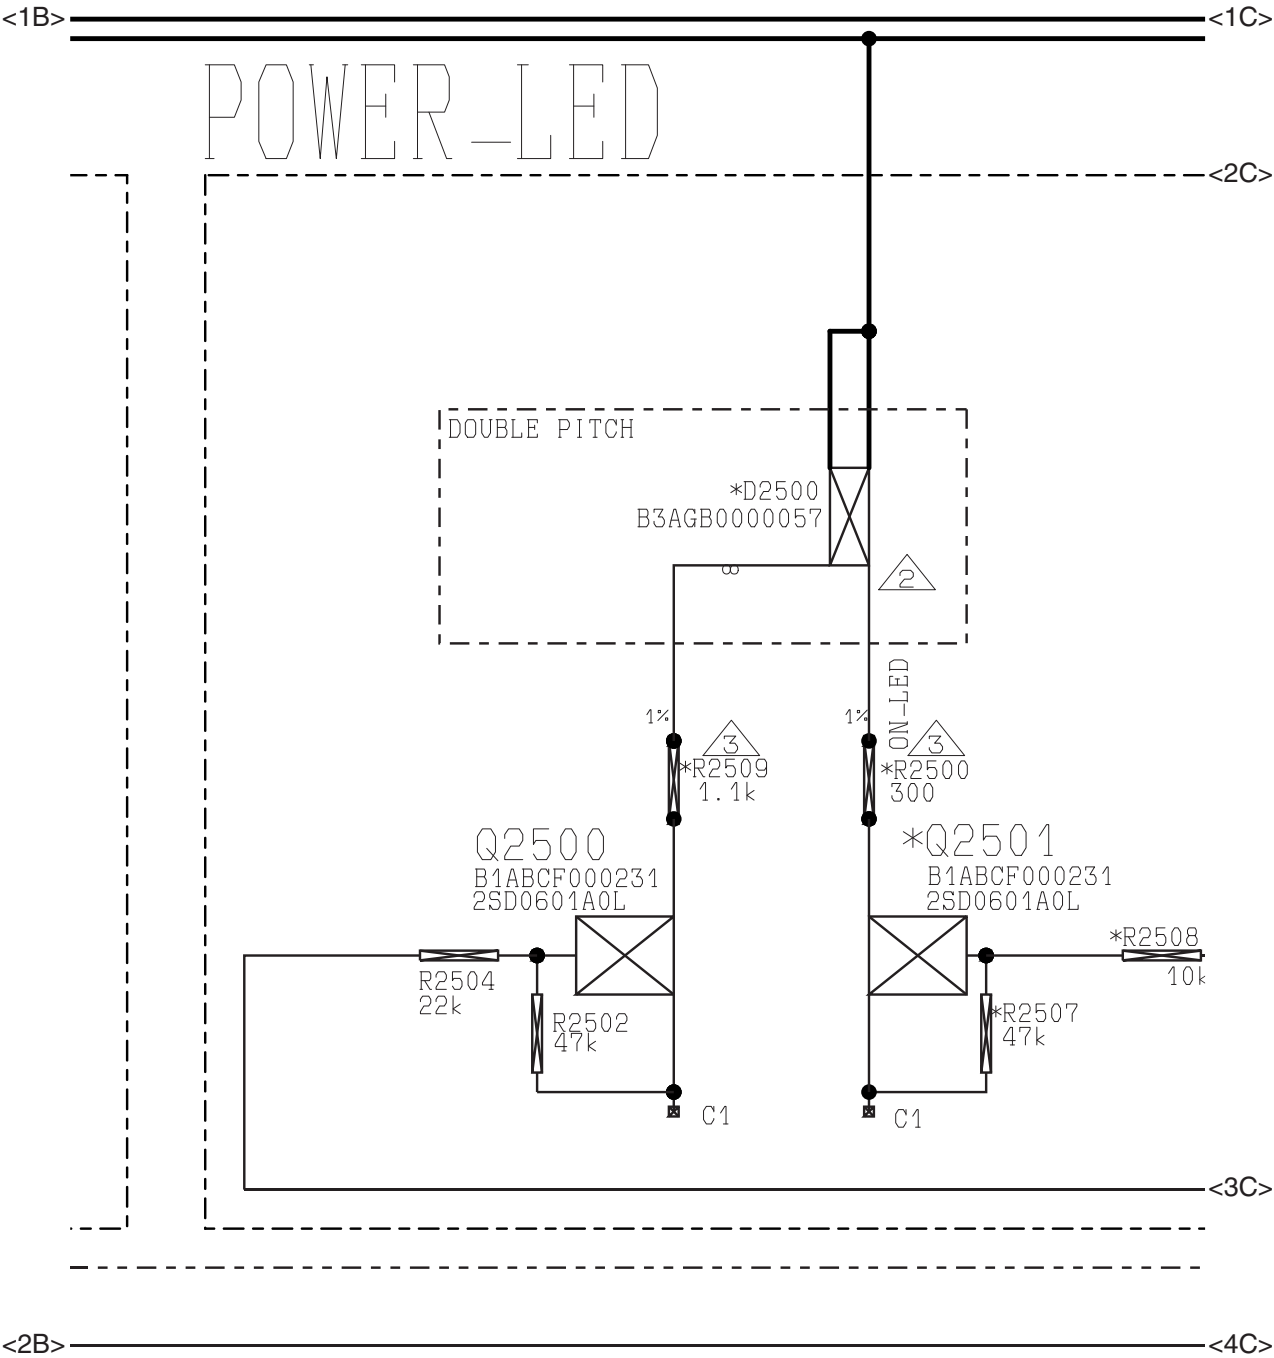 <1B>
<1C>
POWER-LED
<2C>
DOUBLE PITCH
*D2500
B3AGB0000057
8
2
ON-LED
1%
1%
3
3
*R2509
1.1k
*R2500
300
Q2500
B1ABCF000231
2SD0601A0L
*Q2501
B1ABCF000231
2SD0601A0L
*R2508
10k
R2504
22k
R2502
47k
*R2507
47k
C1
C1
<3C>
<2B>
<4C>